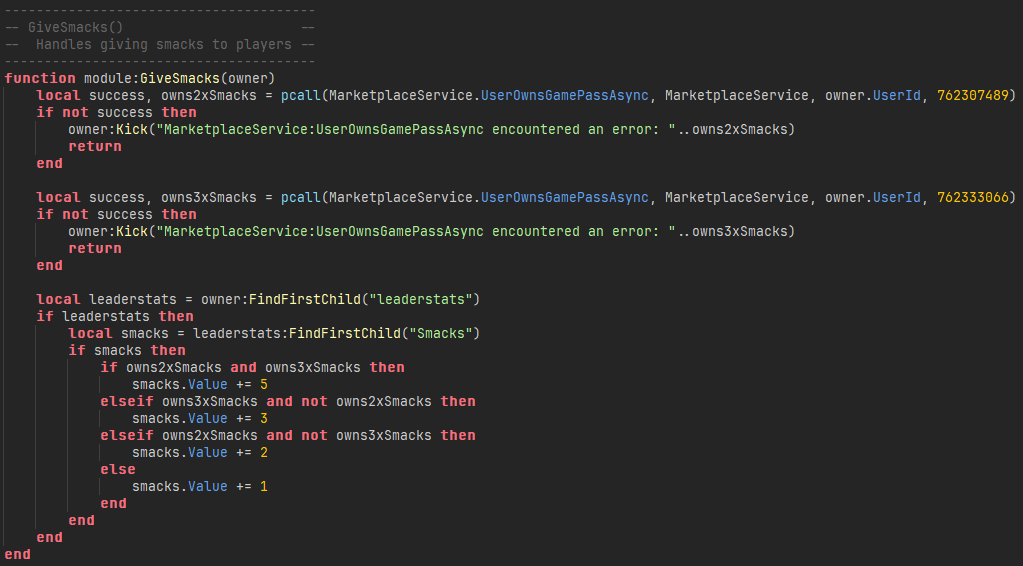 ---------------------------------------
-- GiveSmacks()                      --
--  Handles giving smacks to players --
---------------------------------------
function module:GiveSmacks(owner)
    local success, owns2xSmacks = pcall(MarketplaceService.UserOwnsGamePassAsync, MarketplaceService, owner.UserId, 762307489)
    if not success then
        owner:Kick("MarketplaceService:UserOwnsGamePassAsync encountered an error: "..owns2xSmacks)
        return
    end

    local success, owns3xSmacks = pcall(MarketplaceService.UserOwnsGamePassAsync, MarketplaceService, owner.UserId, 762333066)
    if not success then
        owner:Kick("MarketplaceService:UserOwnsGamePassAsync encountered an error: "..owns3xSmacks)
        return
    end

    local leaderstats = owner:FindFirstChild("leaderstats")
    if leaderstats then
        local smacks = leaderstats:FindFirstChild("Smacks")
        if smacks then
            if owns2xSmacks and owns3xSmacks then
                smacks.Value += 5
            elseif owns3xSmacks and not owns2xSmacks then
                smacks.Value += 3
            elseif owns2xSmacks and not owns3xSmacks then
                smacks.Value += 2
            else
                smacks.Value += 1
            end
        end
    end
end